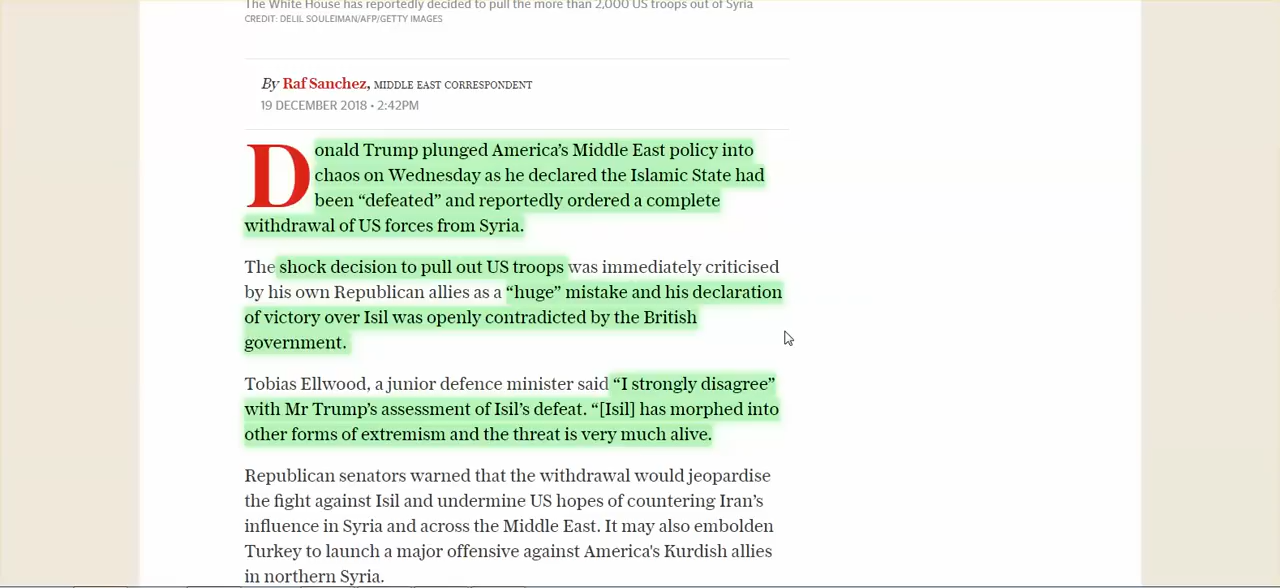 The White House has reportedly decided to pull the more than 2,000 US troops out of Syria
CREDIT: DELIL SOULEIMAN/AFP/GETTY IMAGES
By Raf Sanchez, MIDDLE EAST CORRESPONDENT
19 DECEMBER 2018 • 2:42PM
Donald Trump plunged America’s Middle East policy into
chaos on Wednesday as he declared the Islamic State had
been “defeated” and reportedly ordered a complete
withdrawal of US forces from Syria.
The shock decision to pull out US troops was immediately criticised
by his own Republican allies as a “huge” mistake and his declaration
of victory over Isil was openly contradicted by the British
government.
Tobias Ellwood, a junior defence minister said “I strongly disagree”
with Mr Trump’s assessment of Isil’s defeat. “[Isil] has morphed into
other forms of extremism and the threat is very much alive.
Republican senators warned that the withdrawal would jeopardise
the fight against Isil and undermine US hopes of countering Iran’s
influence in Syria and across the Middle East. It may also embolden
Turkey to launch a major offensive against America's Kurdish allies
in northern Syria.